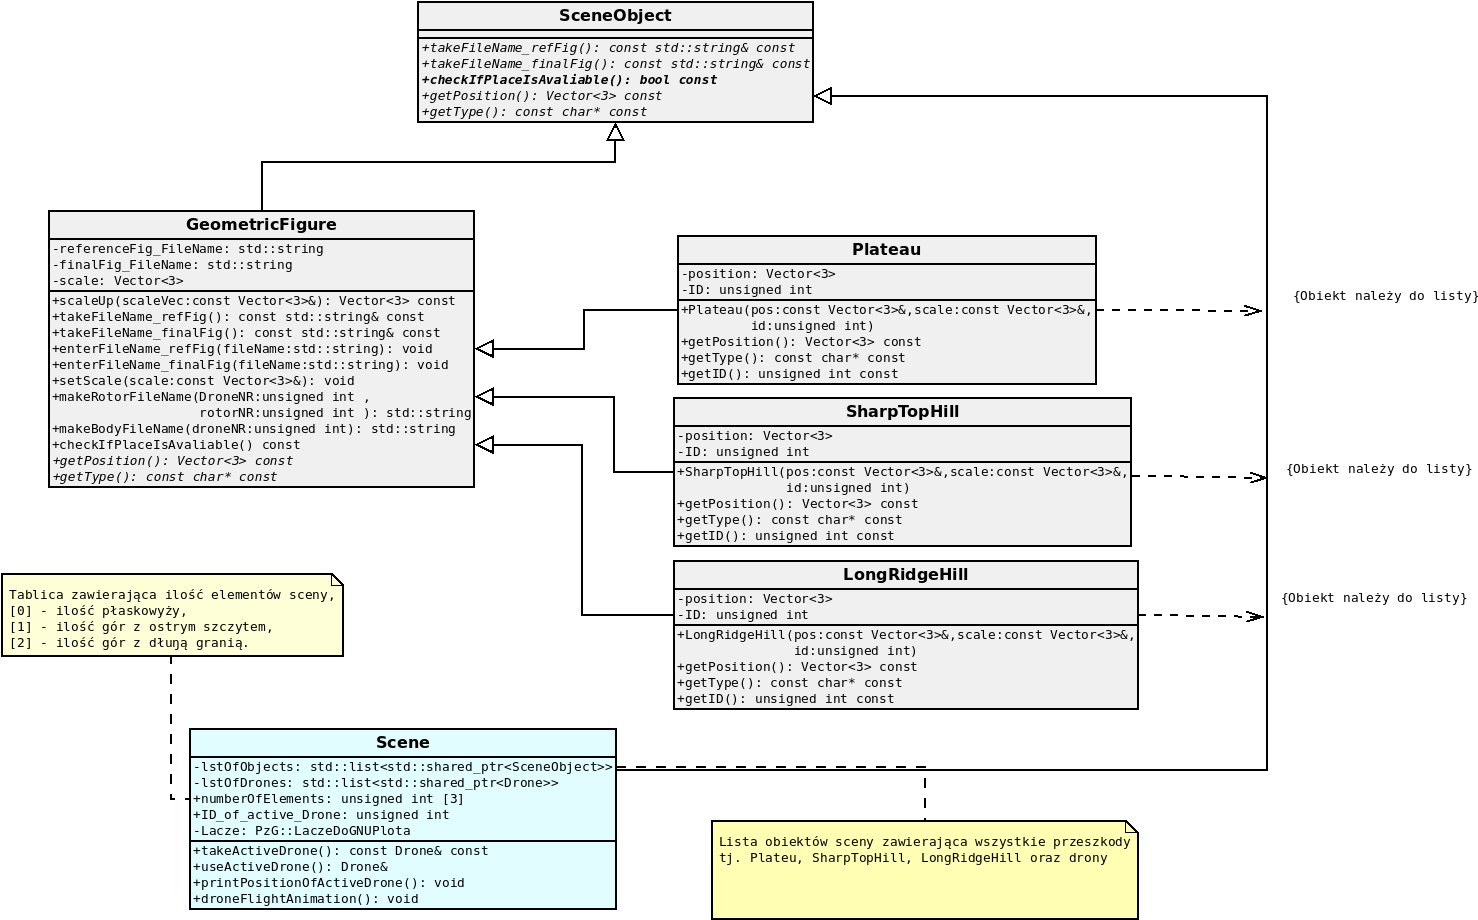 SceneObject
+takeFileName_refFig(): const std::string& const
+takeFileName_finalFig(): const std::string& const
+checkIfPlaceIsAvaliable(): bool const
+getPosition(): Vector<3> const
+getType(): const char* const
GeometricFigure
-referenceFig_FileName: std::string
-finalFig_FileName: std::string
-scale: Vector<3>
+scaleUp(scaleVec:const Vector<3>&): Vector<3> const
+takeFileName_refFig(): const std::string& const
+takeFileName_finalFig(): const std::string& const
+enterFileName_refFig(fileName:std::string): void
+enterFileName_finalFig(fileName:std::string): void
+setScale(scale:const Vector<3>&): void
+makeRotorFileName(DroneNR:unsigned int ,
rotorNR:unsigned int ): std::string
+makeBodyFileName(droneNR:unsigned int): std::string
+checkIfPlaceIsAvaliable() const
+getPosition(): Vector<3> const
+getType(): const char* const
Plateau
-position: Vector<3>
-ID: unsigned int
+Plateau(pos:const Vector<3>&,scale:const Vector<3>&,
id:unsigned int)
+getPosition(): Vector<3> const
+getType(): const char* const
+getID(): unsigned int const
{Obiekt należy do listy}
SharpTopHill
-position: Vector<3>
-ID: unsigned int
+SharpTopHill(pos:const Vector<3>&,scale:const Vector<3>&,
id:unsigned int)
+getPosition(): Vector<3> const
+getType(): const char* const
+getID(): unsigned int const
{Obiekt należy do listy}
LongRidgeHill
-position: Vector<3>
-ID: unsigned int
+LongRidgeHill(pos:const Vector<3>&,scale:const Vector<3>&,
id:unsigned int)
+getPosition(): Vector<3> const
+getType(): const char* const
+getID(): unsigned int const
{Obiekt należy do listy}
Tablica zawierająca ilość elementów sceny,
[0] - ilość płaskowyży,
[1] - ilość gór z ostrym szczytem,
[2] - ilość gór z dłuŋą granią.
Scene
-lstOfObjects: std::list<std::shared_ptr<SceneObject>>
-lstOfDrones: std::list<std::shared_ptr<Drone>>
+numberOfElements: unsigned int [3]
+ID_of_active_Drone: unsigned int
-Lacze: PzG::LaczeDoGNUPlota
+takeActiveDrone(): const Drone& const
+useActiveDrone(): Drone&
+printPositionOfActiveDrone(): void
+droneFlightAnimation(): void
Lista obiektów sceny zawierająca wszystkie przeszkody
tj. Plateu, SharpTopHill, LongRidgeHill oraz drony